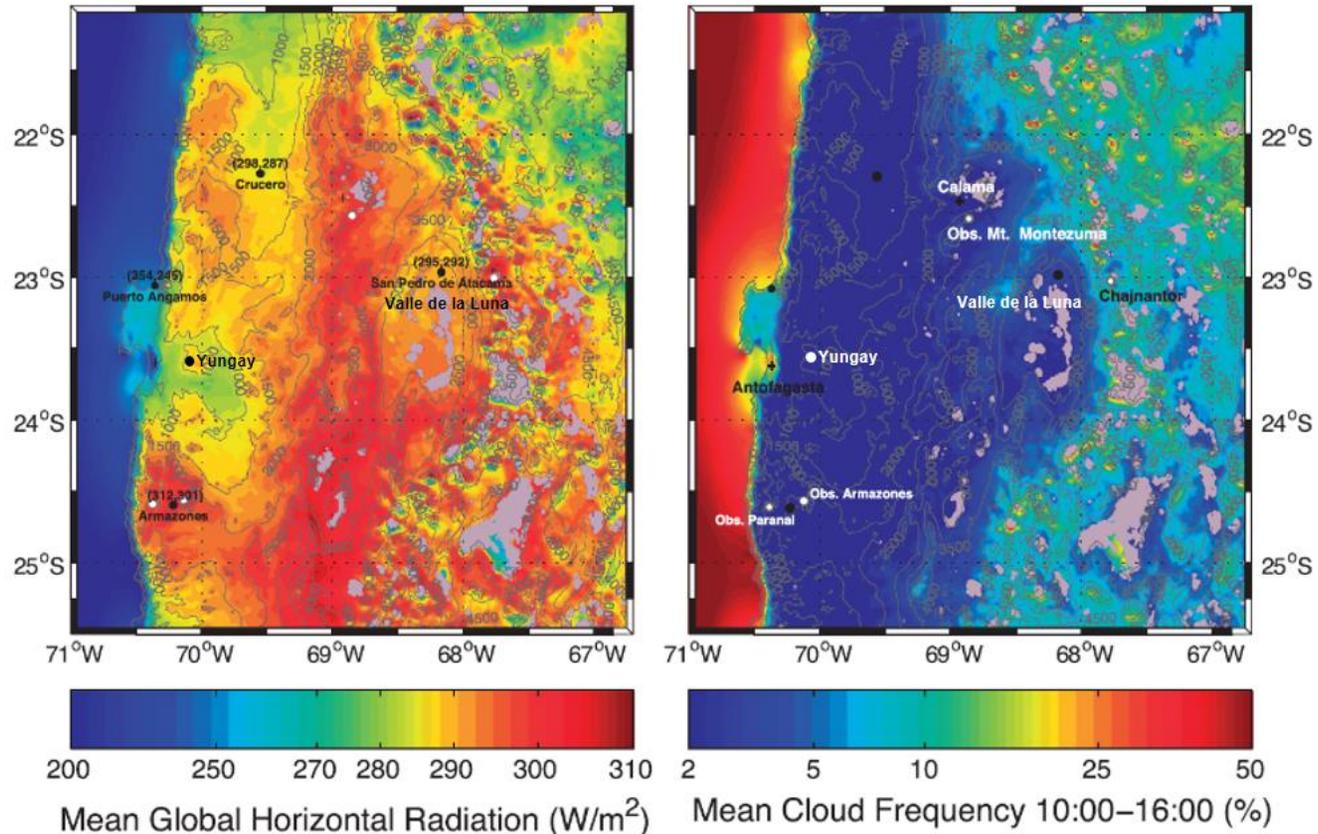 22°S
23°S
24°S
25°S
71°W 70°W 69°W 68°W 67°W
(298,287)
Crucero
(295,292)
San Pedro de Atacama
Valle de la Luna
(354,245)
Puerto Angamos
Yungay
(312,301)
Armazones
200 250 270 280 290 300 310
Mean Global Horizontal Radiation (W/m²)
22°S
23°S
24°S
25°S
71°W 70°W 69°W 68°W 67°W
Calama
Obs. Mt. Montezuma
Valle de la Luna
Chajnantor
Yungay
Antofagasta
Obs. Armazones
Obs. Paranal
2 5 10 25 50
Mean Cloud Frequency 10:00–16:00 (%)